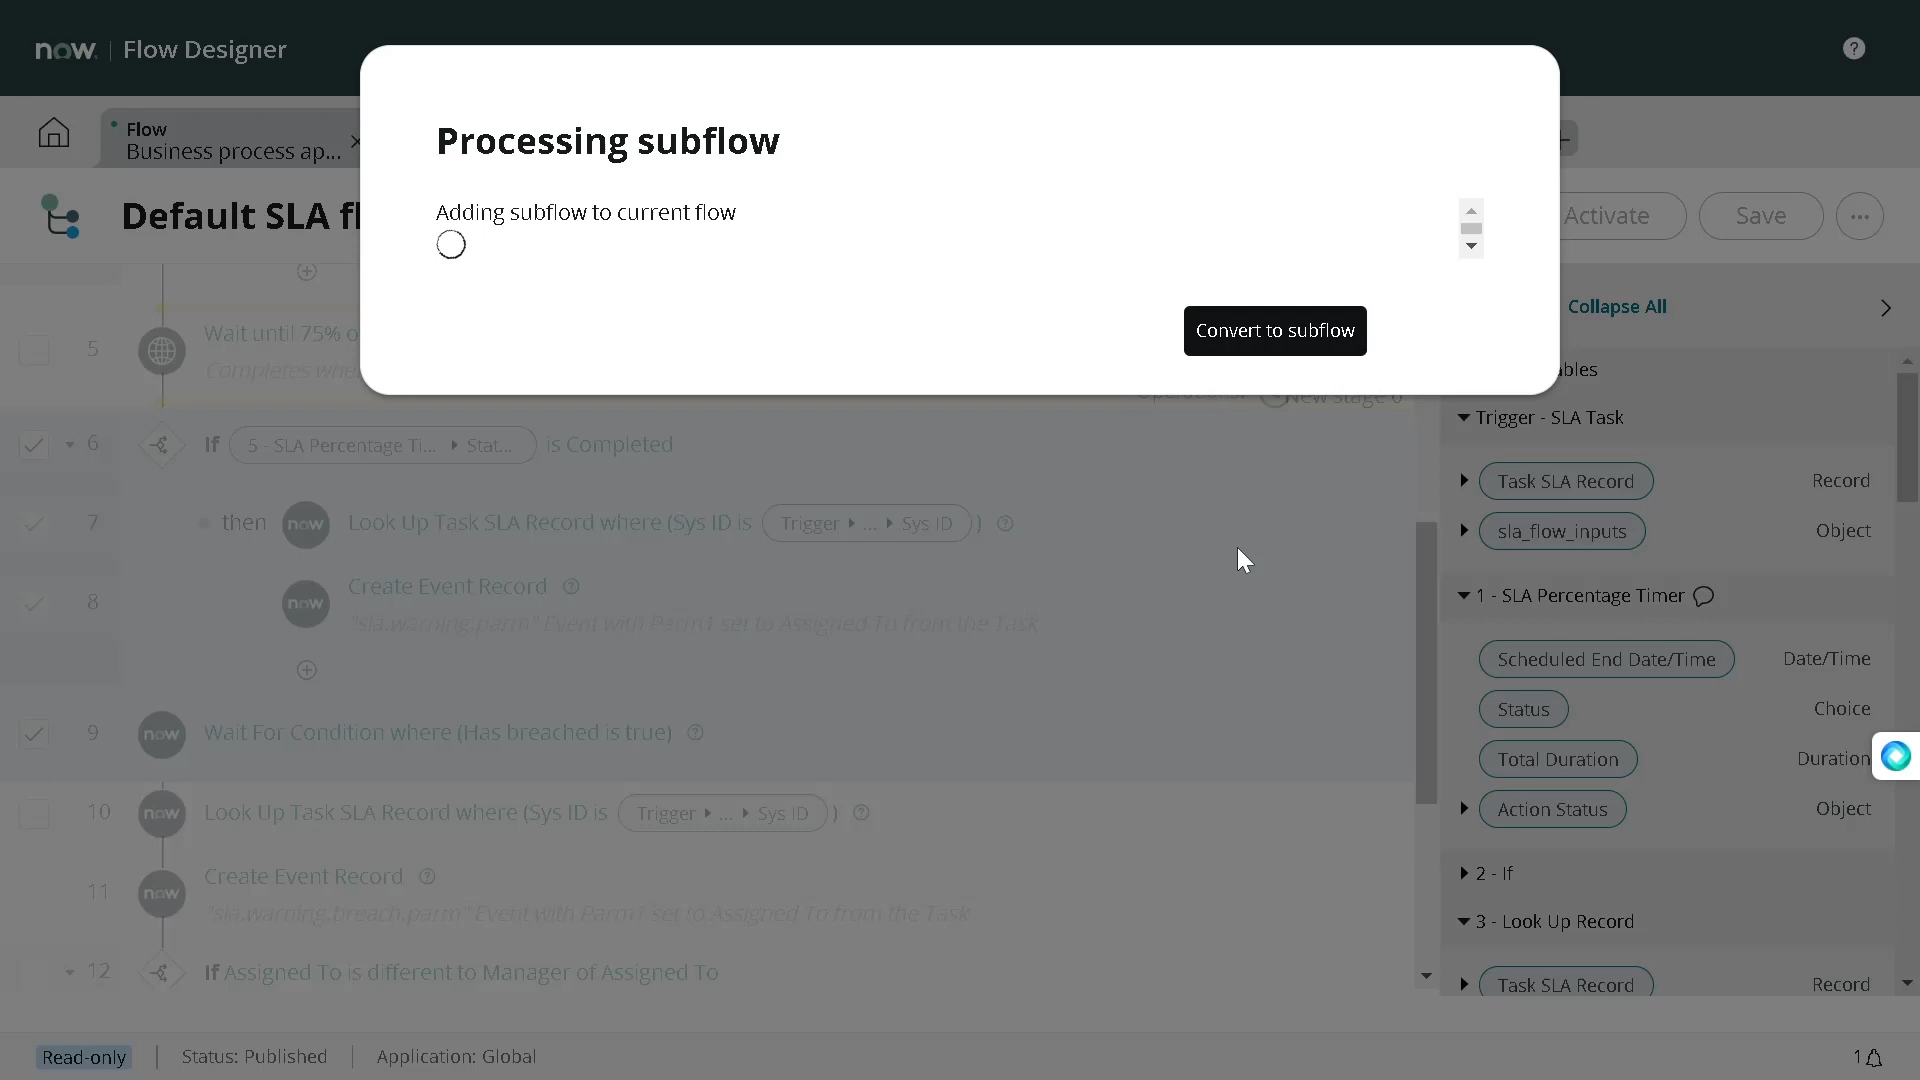 now. | Flow Designer
?
Flow
Business process ap...
Processing subflow
Adding subflow to current flow
Convert to subflow
Default SLA fl
Activate
Save
...
Collapse All
5
Wait until 75% o
Completes whe
New stage 6
ables
Trigger - SLA Task
6
If 5 - SLA Percentage Ti... Stat... is Completed
Task SLA Record
Record
7
then now Look Up Task SLA Record where (Sys ID is Trigger ... Sys ID )
sla_flow_inputs
Object
8
now Create Event Record
"sla.warning.parm" Event with Parm1 set to Assigned To from the Task
1 - SLA Percentage Timer
Scheduled End Date/Time
Date/Time
Status
Choice
9
now Wait For Condition where (Has breached is true)
Total Duration
Duration
10
now Look Up Task SLA Record where (Sys ID is Trigger ... Sys ID )
Action Status
Object
11
now Create Event Record
"sla.warning.breach.parm" Event with Parm1 set to Assigned To from the Task
2 - If
3 - Look Up Record
12
If Assigned To is different to Manager of Assigned To
Task SLA Record
Record
Read-only
Status: Published
Application: Global
1